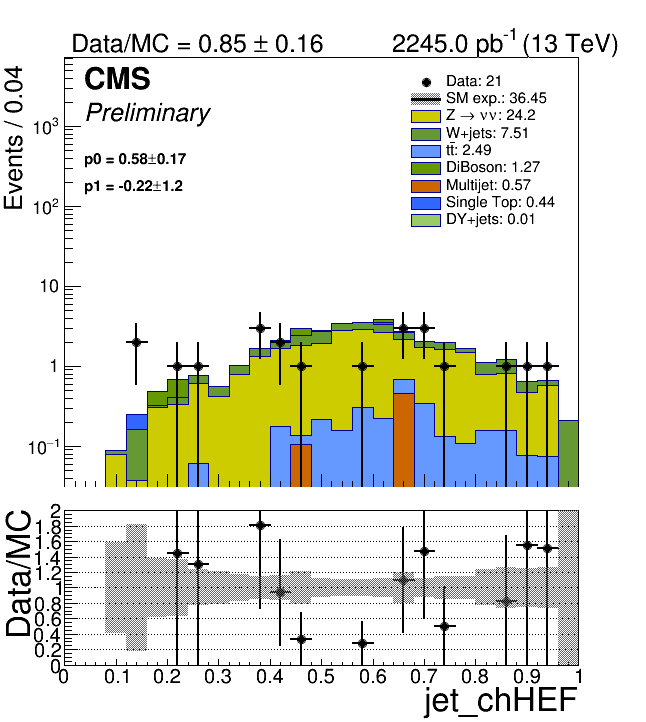 Data/MC = 0.85 ± 0.16 2245.0 pb⁻¹ (13 TeV)
CMS
Preliminary
p0 = 0.58±0.17
p1 = -0.22±1.2
Data: 21
SM exp.: 36.45
Z → νν: 24.2
W+jets: 7.51
tt̄: 2.49
DiBoson: 1.27
Multijet: 0.57
Single Top: 0.44
DY+jets: 0.01
Events / 0.04
10³
10²
10
1
10⁻¹
Data/MC
2
1.8
1.6
1.4
1.2
1
0.8
0.6
0.4
0.2
0
0 0.1 0.2 0.3 0.4 0.5 0.6 0.7 0.8 0.9 1
jet_chHEF